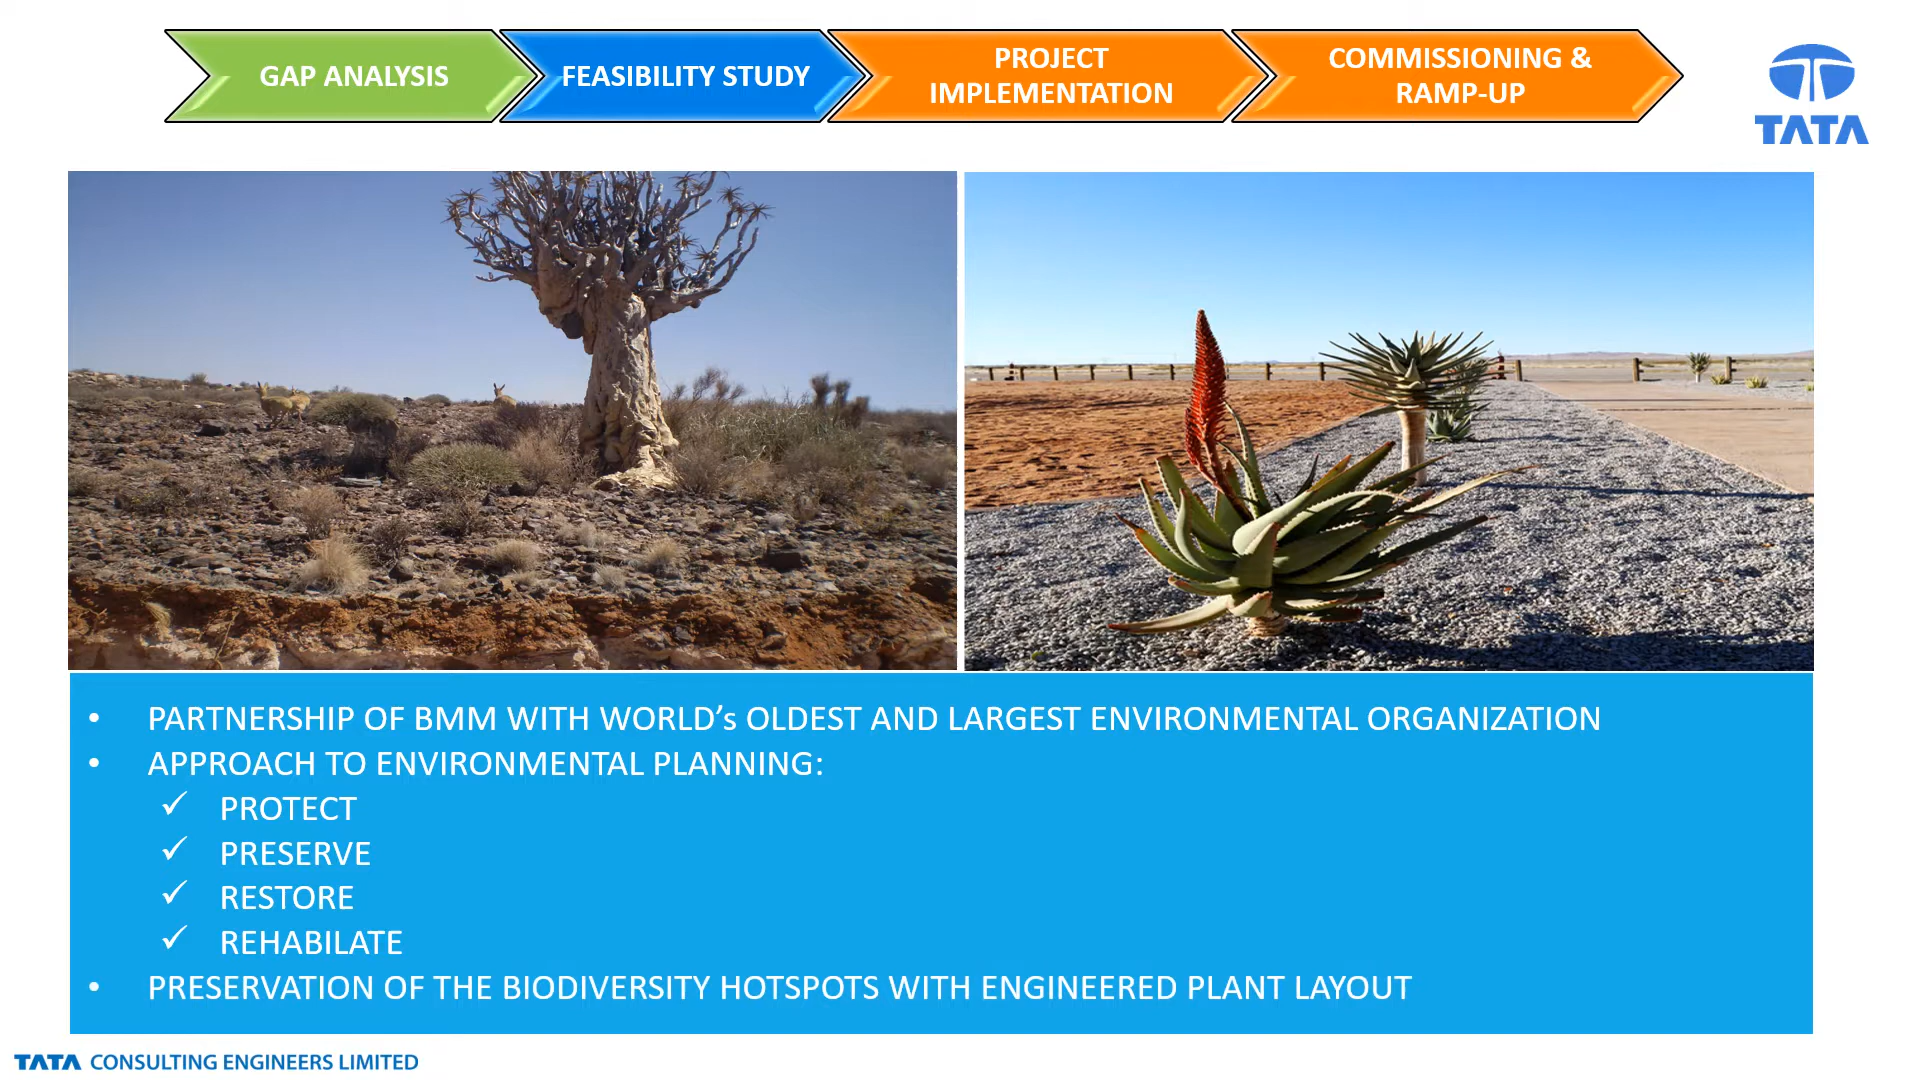 GAP ANALYSIS
FEASIBILITY STUDY
PROJECT
IMPLEMENTATION
COMMISSIONING &
RAMP-UP
TATA
• PARTNERSHIP OF BMM WITH WORLD's OLDEST AND LARGEST ENVIRONMENTAL ORGANIZATION
• APPROACH TO ENVIRONMENTAL PLANNING:
✓ PROTECT
✓ PRESERVE
✓ RESTORE
✓ REHABILATE
• PRESERVATION OF THE BIODIVERSITY HOTSPOTS WITH ENGINEERED PLANT LAYOUT
TATA CONSULTING ENGINEERS LIMITED